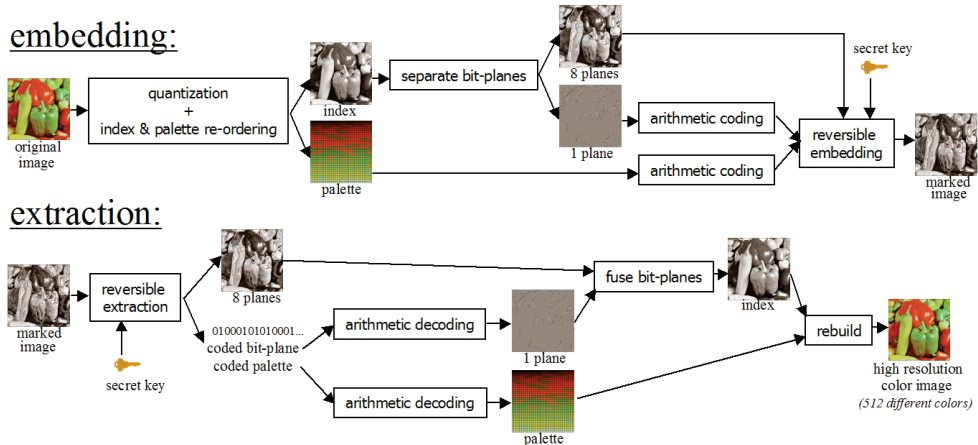 embedding:
original
image
quantization
+
index & palette re-ordering
index
palette
separate bit-planes
8 planes
1 plane
arithmetic coding
arithmetic coding
secret key
reversible
embedding
marked
image
extraction:
marked
image
reversible
extraction
secret key
8 planes
01000101010001...
coded bit-plane
coded palette
arithmetic decoding
arithmetic decoding
1 plane
palette
fuse bit-planes
index
rebuild
high resolution
color image
(512 different colors)